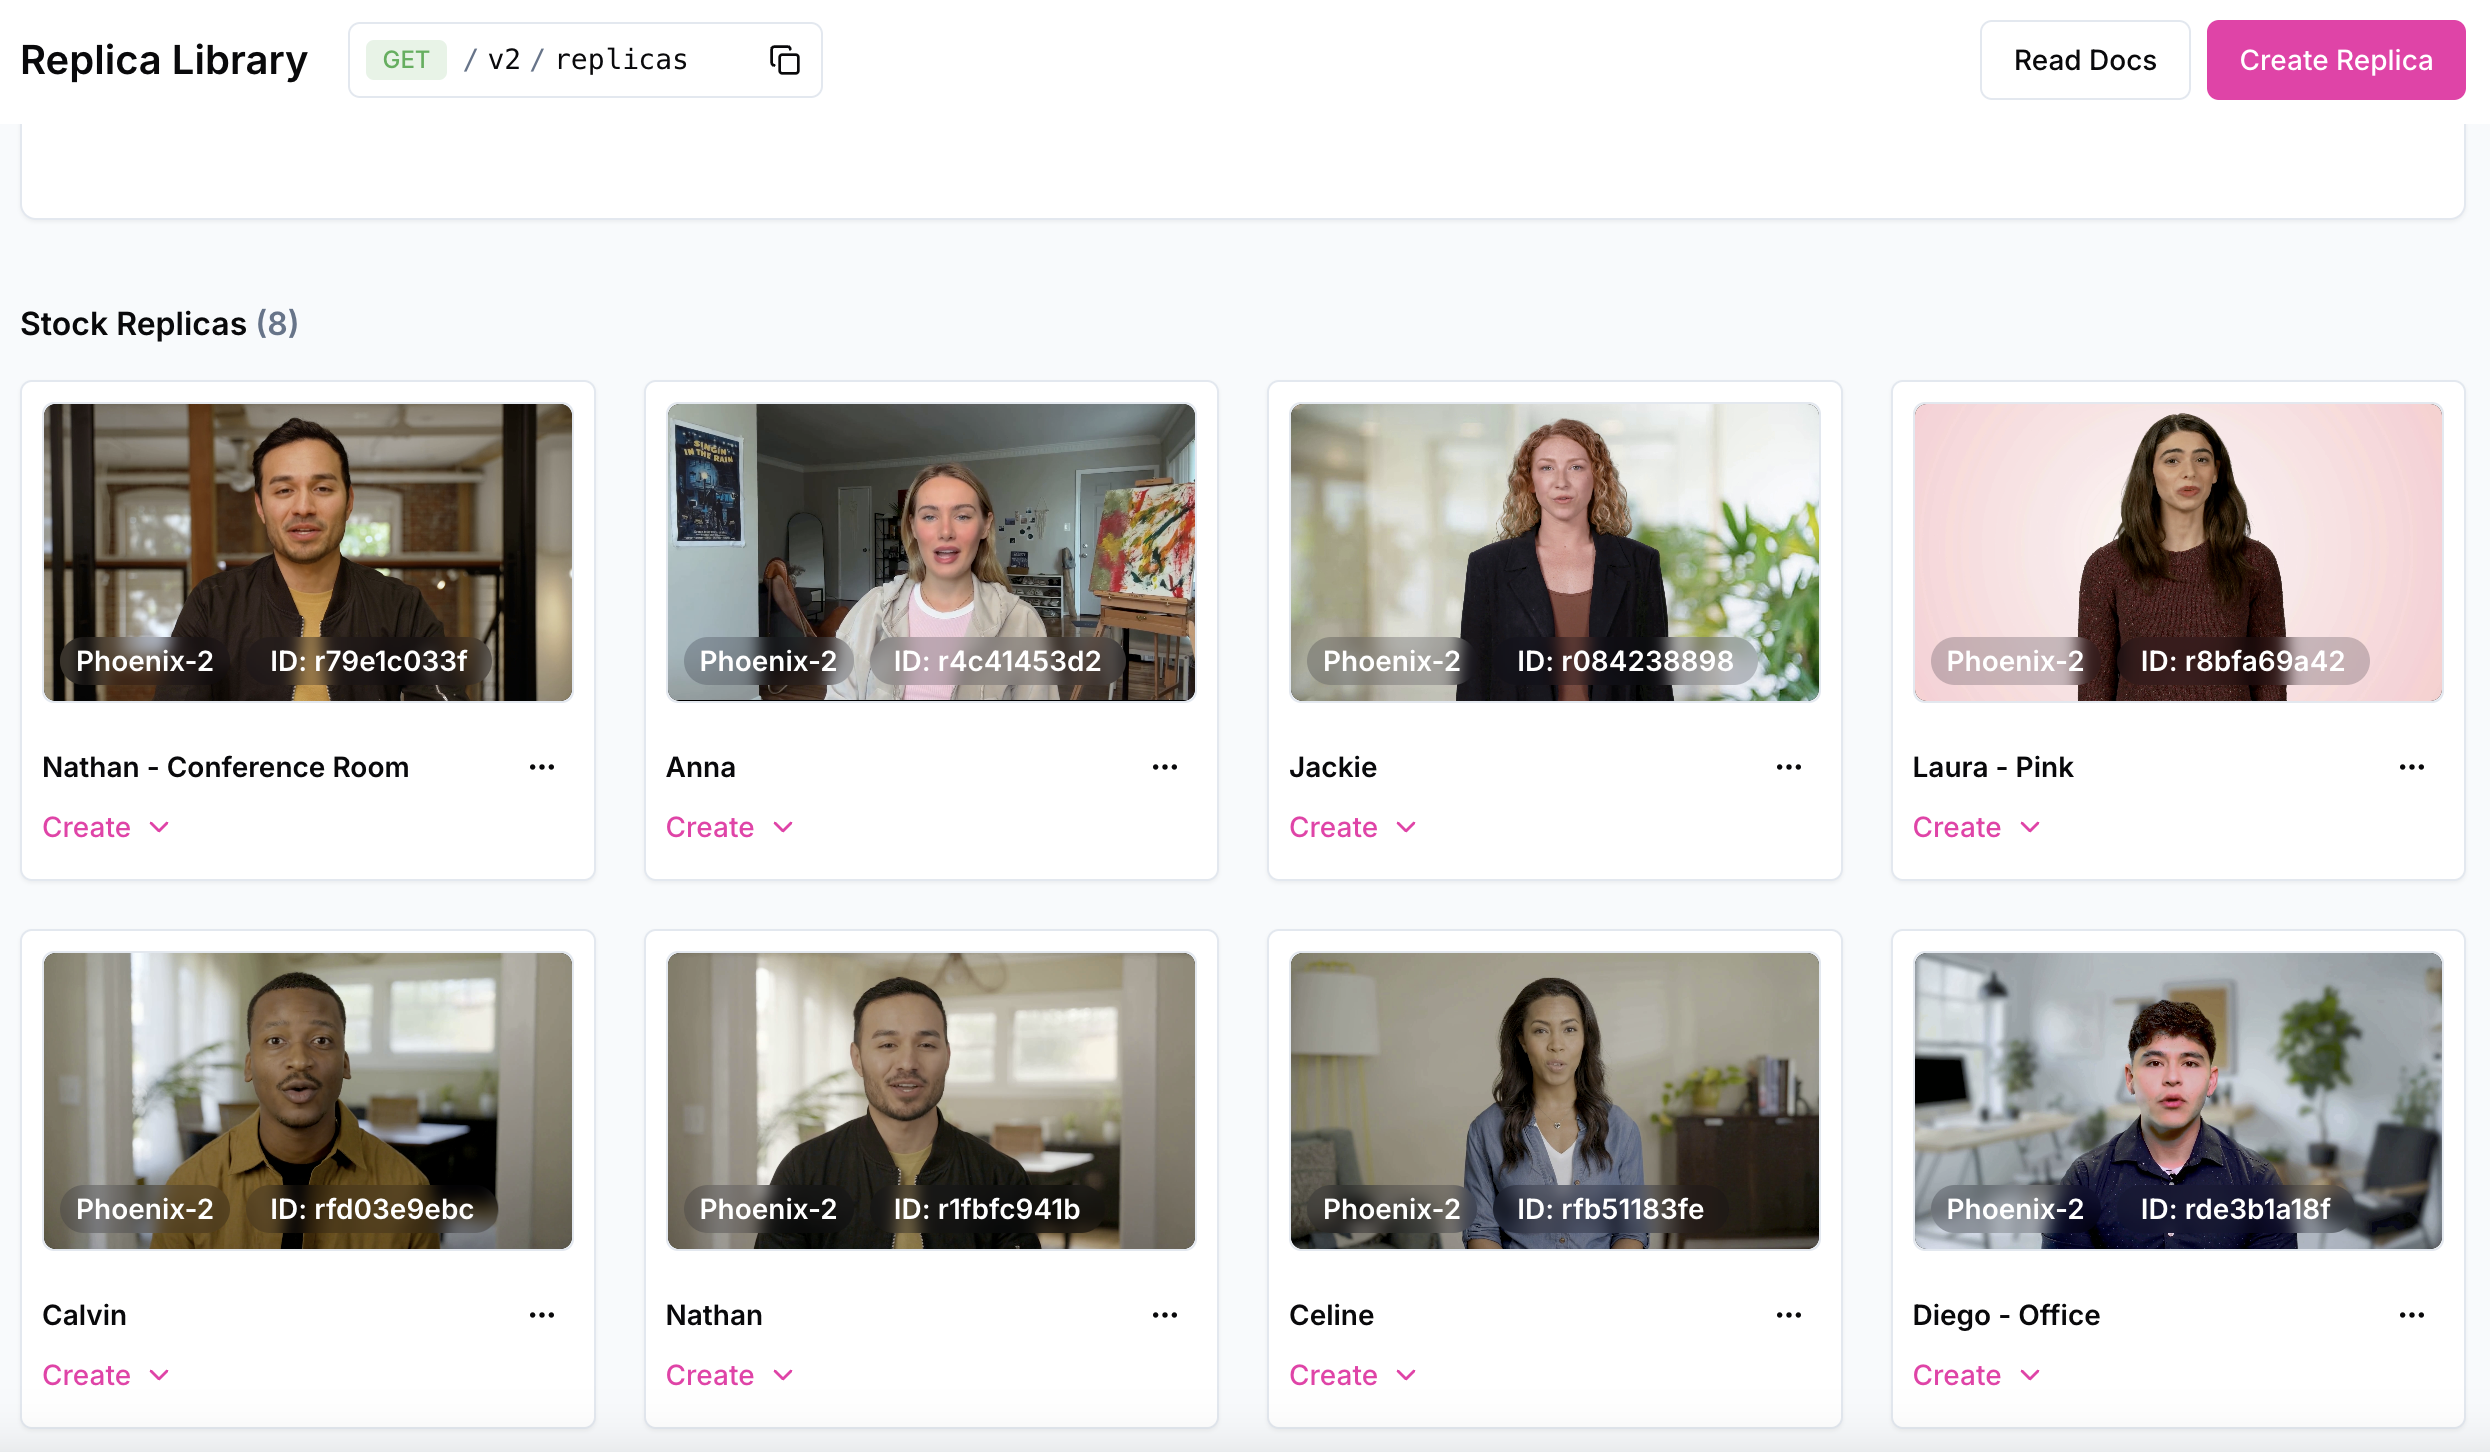 Replica Library
GET / v2 / replicas
Read Docs
Create Replica
Stock Replicas (8)
SINGIN'
IN THE RAIN
Phoenix-2 ID: r79e1c033f
Phoenix-2 ID: r4c41453d2
Phoenix-2 ID: r084238898
Phoenix-2 ID: r8bfa69a42
Nathan - Conference Room
Anna
Jackie
Laura - Pink
Create
Create
Create
Create
Phoenix-2 ID: rfd03e9ebc
Phoenix-2 ID: r1fbfc941b
Phoenix-2 ID: rfb51183fe
Phoenix-2 ID: rde3b1a18f
Calvin
Nathan
Celine
Diego - Office
Create
Create
Create
Create